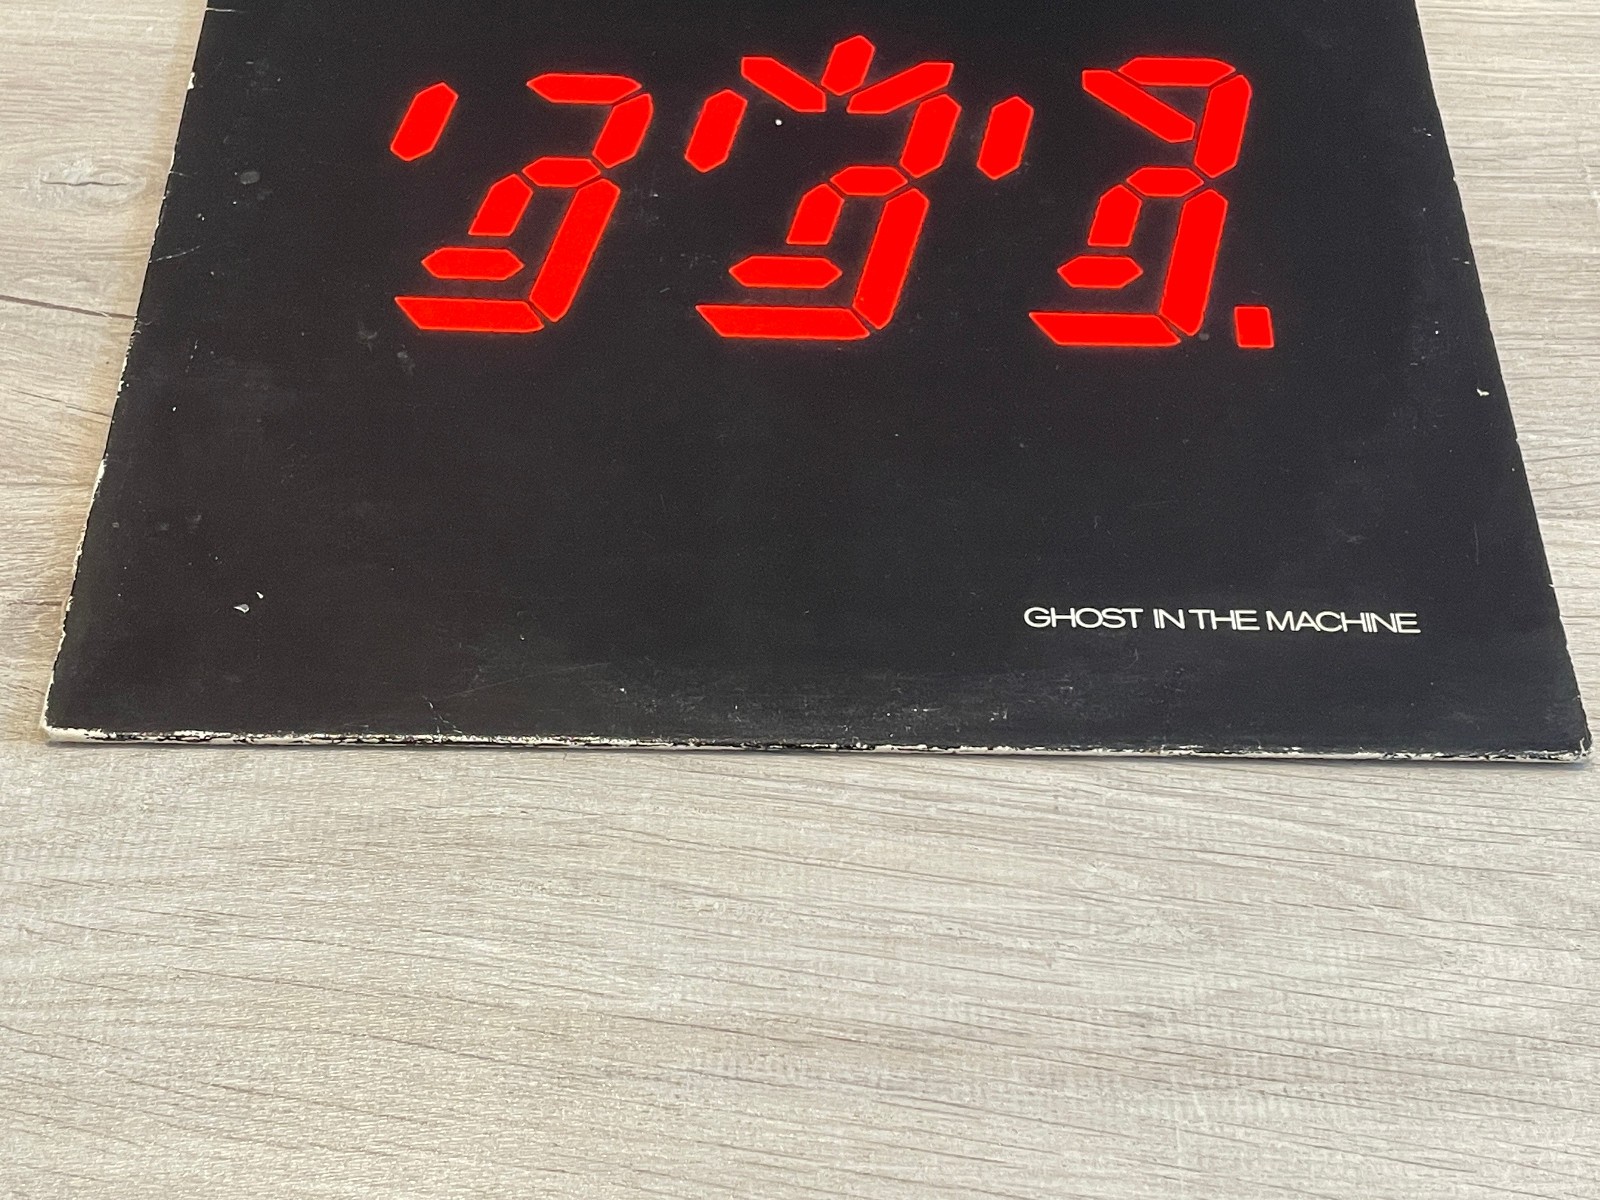 GHOST IN THE MACHINE